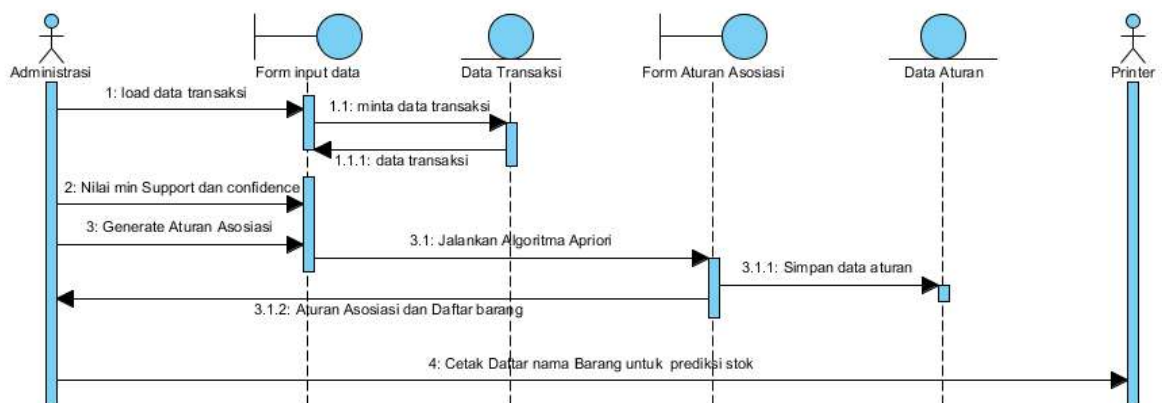 Administrasi
Form input data
Data Transaksi
Form Aturan Asosiasi
Data Aturan
Printer
1: load data transaksi
1.1: minta data transaksi
1.1.1: data transaksi
2: Nilai min Support dan confidence
3: Generate Aturan Asosiasi
3.1: Jalankan Algoritma Apriori
3.1.1: Simpan data aturan
3.1.2: Aturan Asosiasi dan Daftar barang
4: Cetak Daftar nama Barang untuk prediksi stok